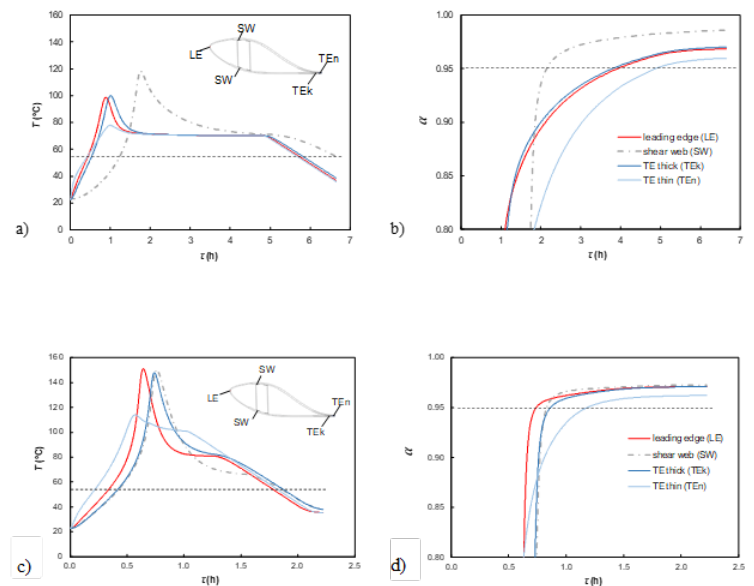 160
140
120
100
80
60
40
20
0
T (°C)
0 1 2 3 4 5 6 7
τ (h)
SW
LE
TEn
SW
TEk
a)
1.00
0.95
0.90
0.85
0.80
α
0 1 2 3 4 5 6 7
τ (h)
leading edge (LE)
shear web (SW)
TE thick (TEk)
TE thin (TEn)
b)
160
140
120
100
80
60
40
20
0
T (°C)
0.0 0.5 1.0 1.5 2.0 2.5
τ (h)
SW
LE
TEn
SW
TEk
c)
1.00
0.95
0.90
0.85
0.80
α
0.0 0.5 1.0 1.5 2.0 2.5
τ (h)
leading edge (LE)
shear web (SW)
TE thick (TEk)
TE thin (TEn)
d)